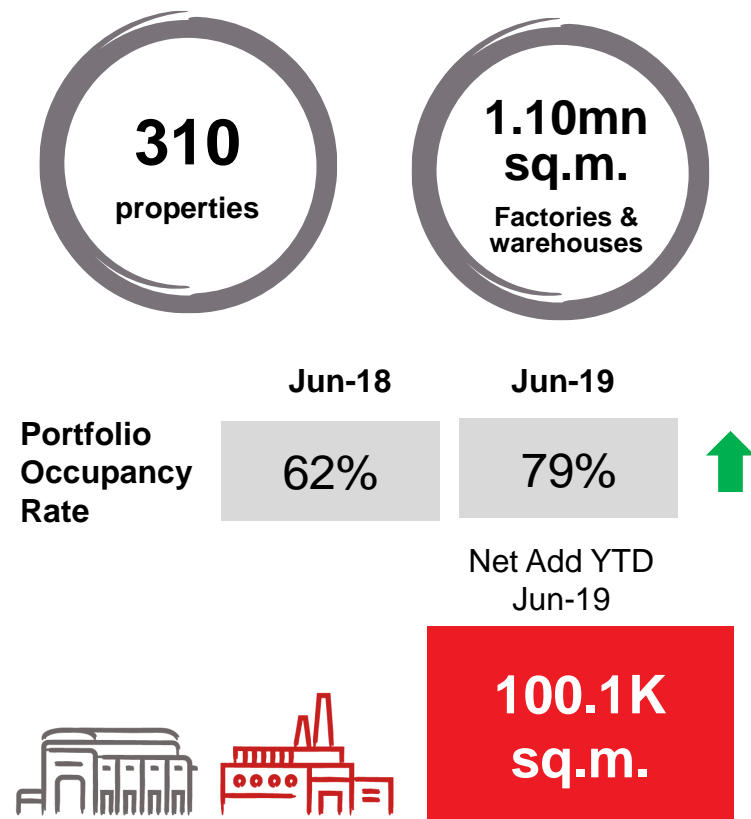 310
properties
1.10mn
sq.m.
Factories &
warehouses
Jun-18 Jun-19
Portfolio
Occupancy
Rate
62% 79%
Net Add YTD
Jun-19
100.1K
sq.m.